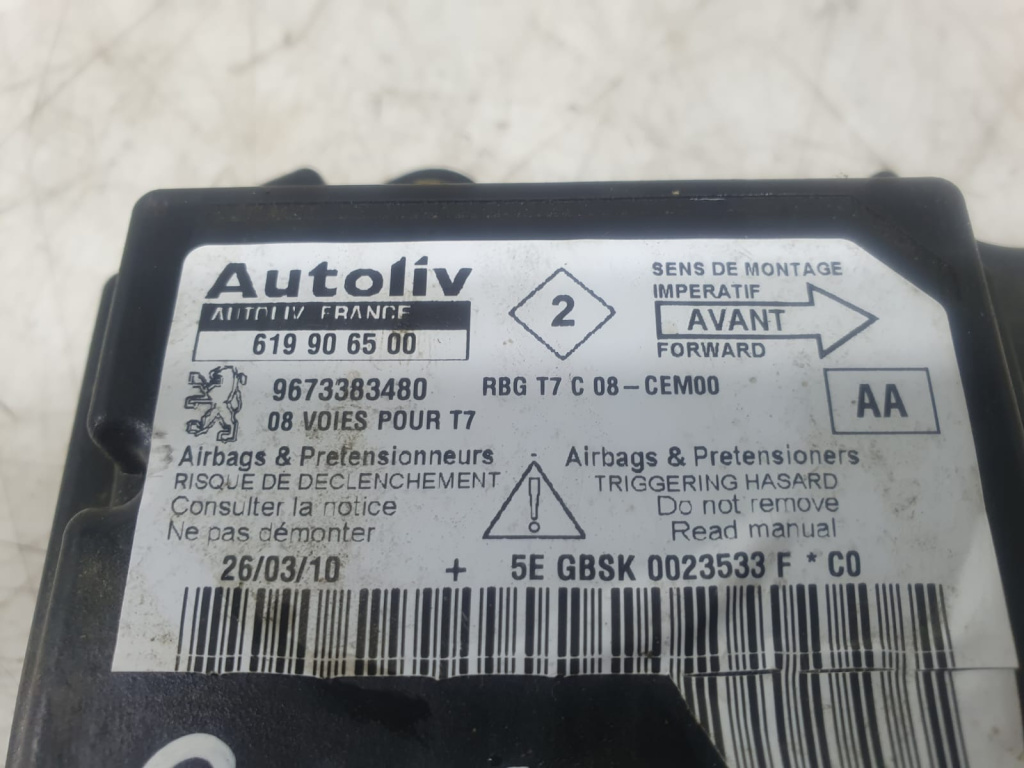 Autoliv
AUTOLIV FRANCE
619 90 65 00
2
SENS DE MONTAGE
IMPERATIF
AVANT
FORWARD
9673383480
RBG T7 C 08-CEM00
08 VOIES POUR T7
AA
Airbags & Pretensionneurs
RISQUE DE DECLENCHEMENT
Consulter la notice
Ne pas démonter
!
Airbags & Pretensioners
TRIGGERING HASARD
Do not remove
Read manual
26/03/10 + 5E GBSK 0023533 F * C0